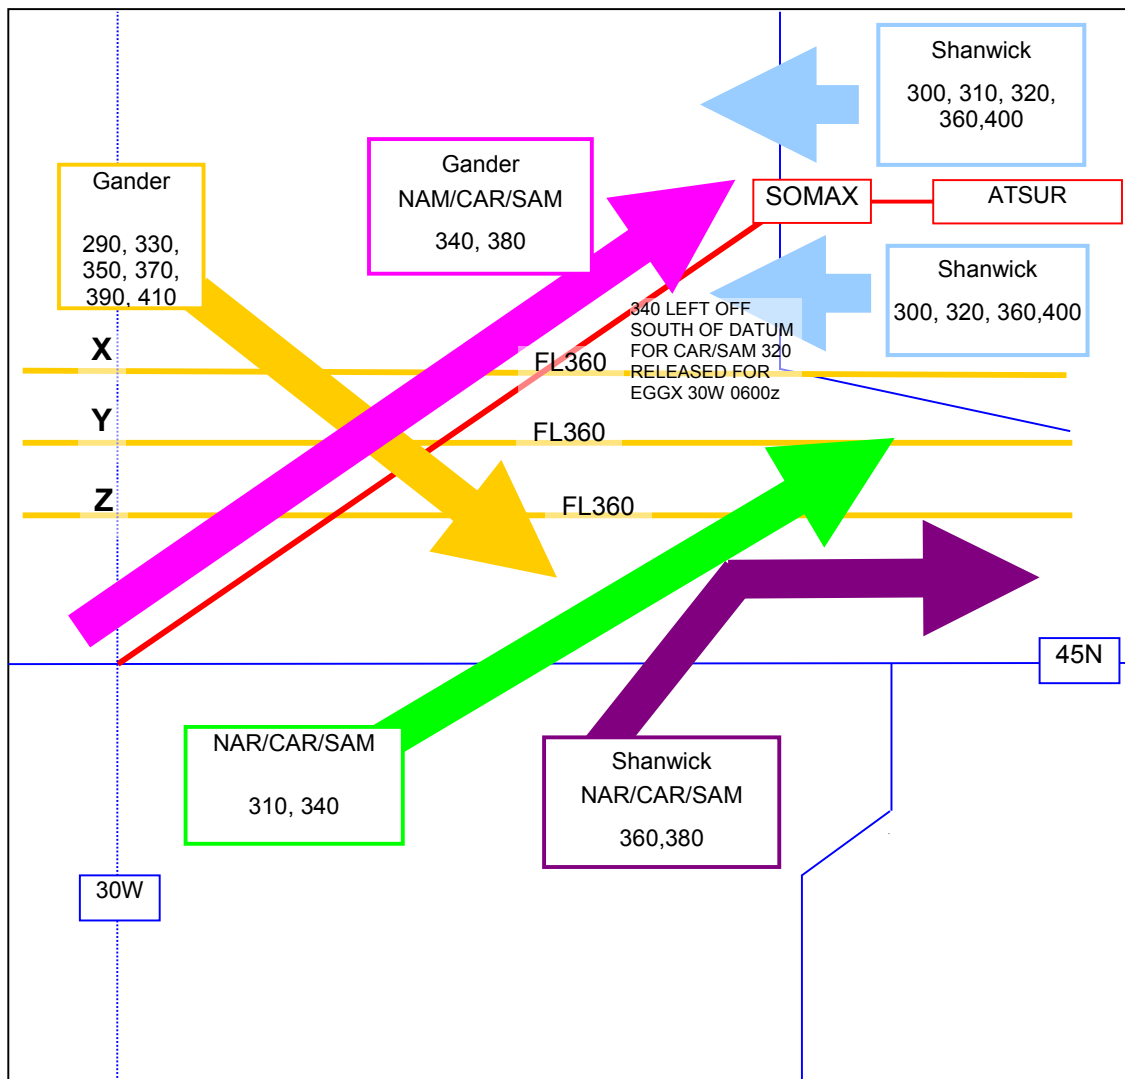 Shanwick
300, 310, 320,
360,400
Gander
NAM/CAR/SAM
340, 380
Gander
290, 330,
350, 370,
390, 410
SOMAX
ATSUR
Shanwick
300, 320, 360,400
340 LEFT OFF
SOUTH OF DATUM
FOR CAR/SAM 320
RELEASED FOR
EGGX 30W 0600z
X
FL360
Y
FL360
Z
FL360
45N
NAR/CAR/SAM
310, 340
Shanwick
NAR/CAR/SAM
360,380
30W